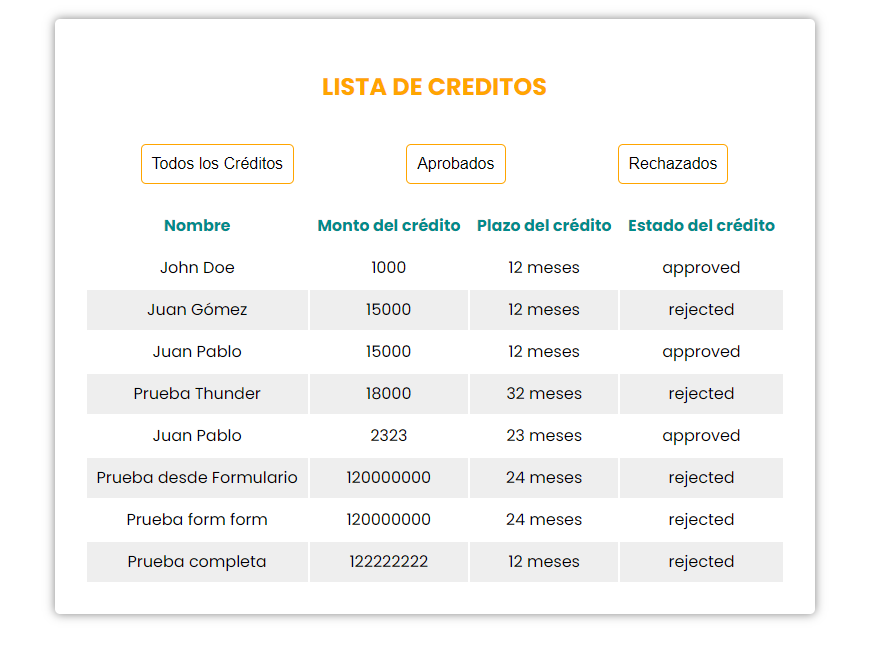 LISTA DE CREDITOS
Todos los Créditos Aprobados Rechazados
Nombre Monto del crédito Plazo del crédito Estado del crédito
John Doe 1000 12 meses approved
Juan Gómez 15000 12 meses rejected
Juan Pablo 15000 12 meses approved
Prueba Thunder 18000 32 meses rejected
Juan Pablo 2323 23 meses approved
Prueba desde Formulario 120000000 24 meses rejected
Prueba form form 120000000 24 meses rejected
Prueba completa 122222222 12 meses rejected